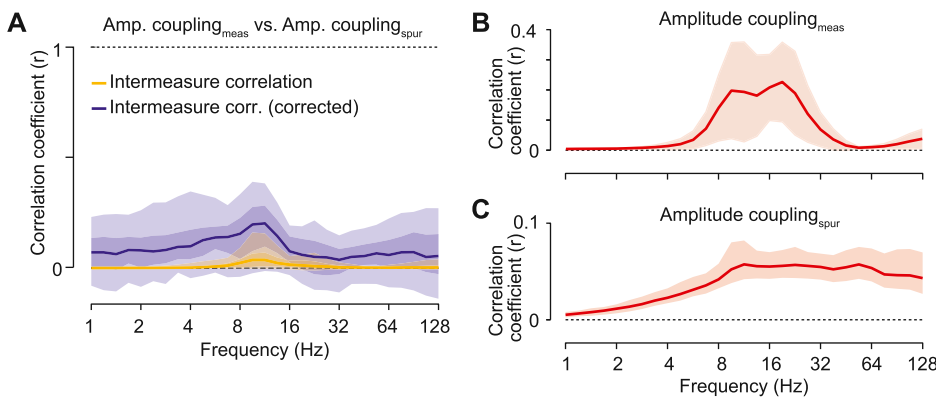 A
Amp. coupling_meas vs. Amp. coupling_spur
Correlation coefficient (r)
1
0
Intermeasure correlation
Intermeasure corr. (corrected)
1 2 4 8 16 32 64 128
Frequency (Hz)
B
Amplitude coupling_meas
Correlation
coefficient (r)
0.4
0
C
Amplitude coupling_spur
Correlation
coefficient (r)
0.1
0
1 2 4 8 16 32 64 128
Frequency (Hz)